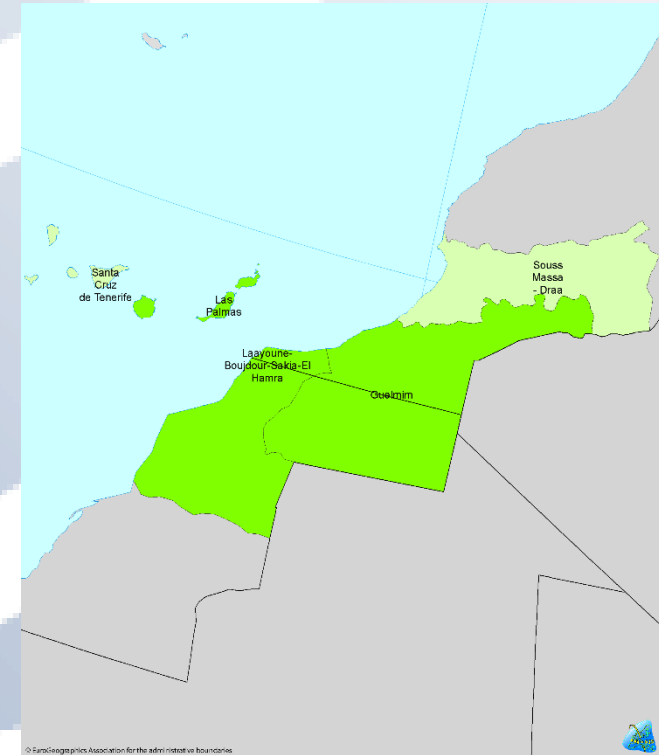 Santa
Cruz
de Tenerife
Las
Palmas
Souss
Massa
- Draa
Laayoune-
Boujdour-Sakia-El
Hamra
Guelmim
© EuroGeographics Association for the administrative boundaries